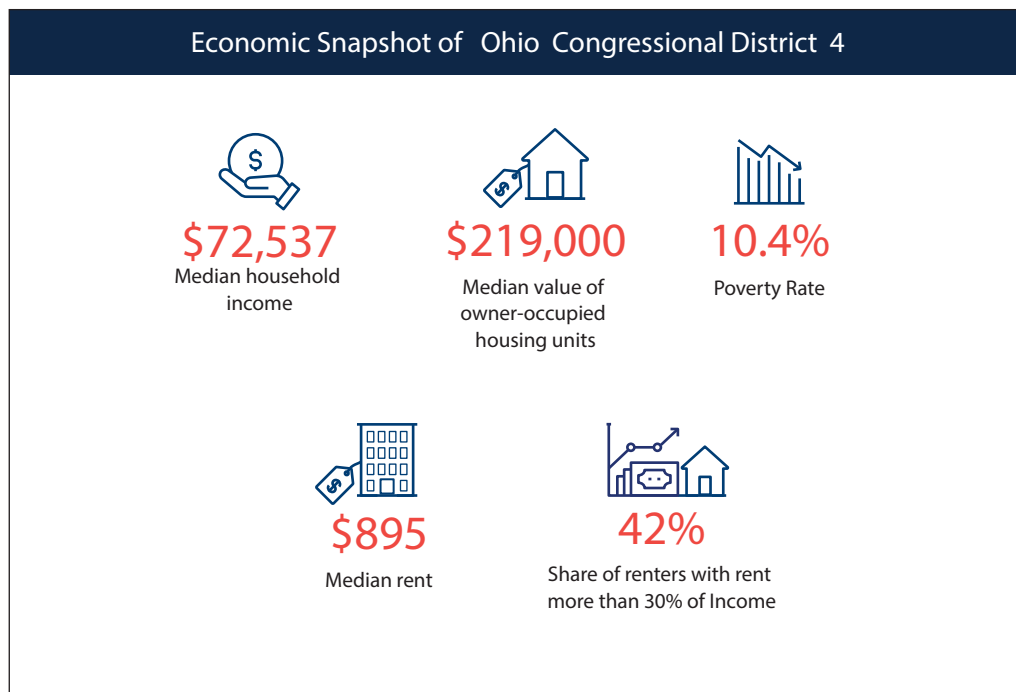 Economic Snapshot of Ohio Congressional District 4
$
$
$72,537
$219,000
10.4%
Median household
income
Median value of
owner-occupied
housing units
Poverty Rate
$
$895
42%
Median rent
Share of renters with rent
more than 30% of Income